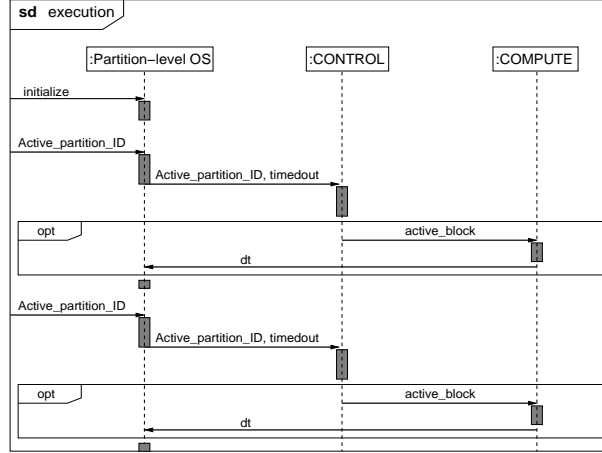 sd execution
:Partition–level OS :CONTROL :COMPUTE
initialize
Active_partition_ID
Active_partition_ID, timedout
opt active_block
dt
Active_partition_ID
Active_partition_ID, timedout
opt active_block
dt